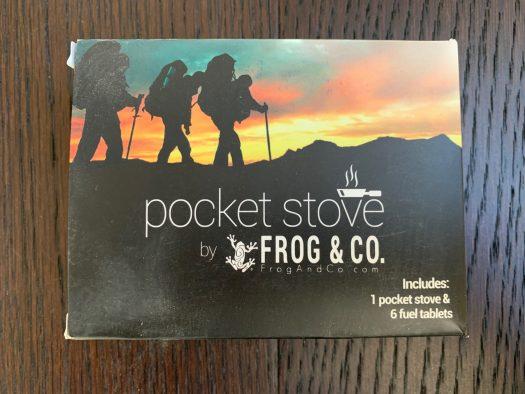 pocket stove
by FROG & CO.
FrogAndCo.com
Includes:
1 pocket stove &
6 fuel tablets